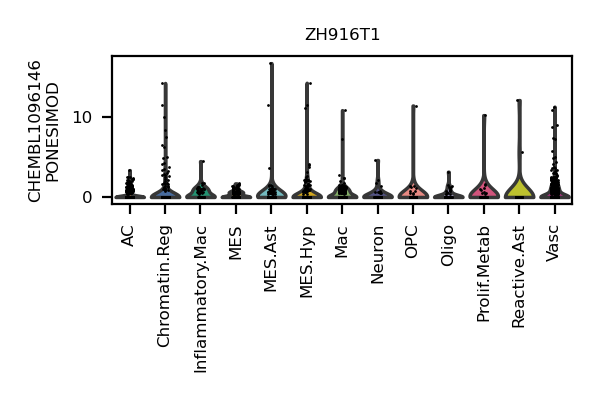 ZH916T1
CHEMBL1096146
PONESIMOD
10
0
AC
Chromatin.Reg
Inflammatory.Mac
MES
MES.Ast
MES.Hyp
Mac
Neuron
OPC
Oligo
Prolif.Metab
Reactive.Ast
Vasc